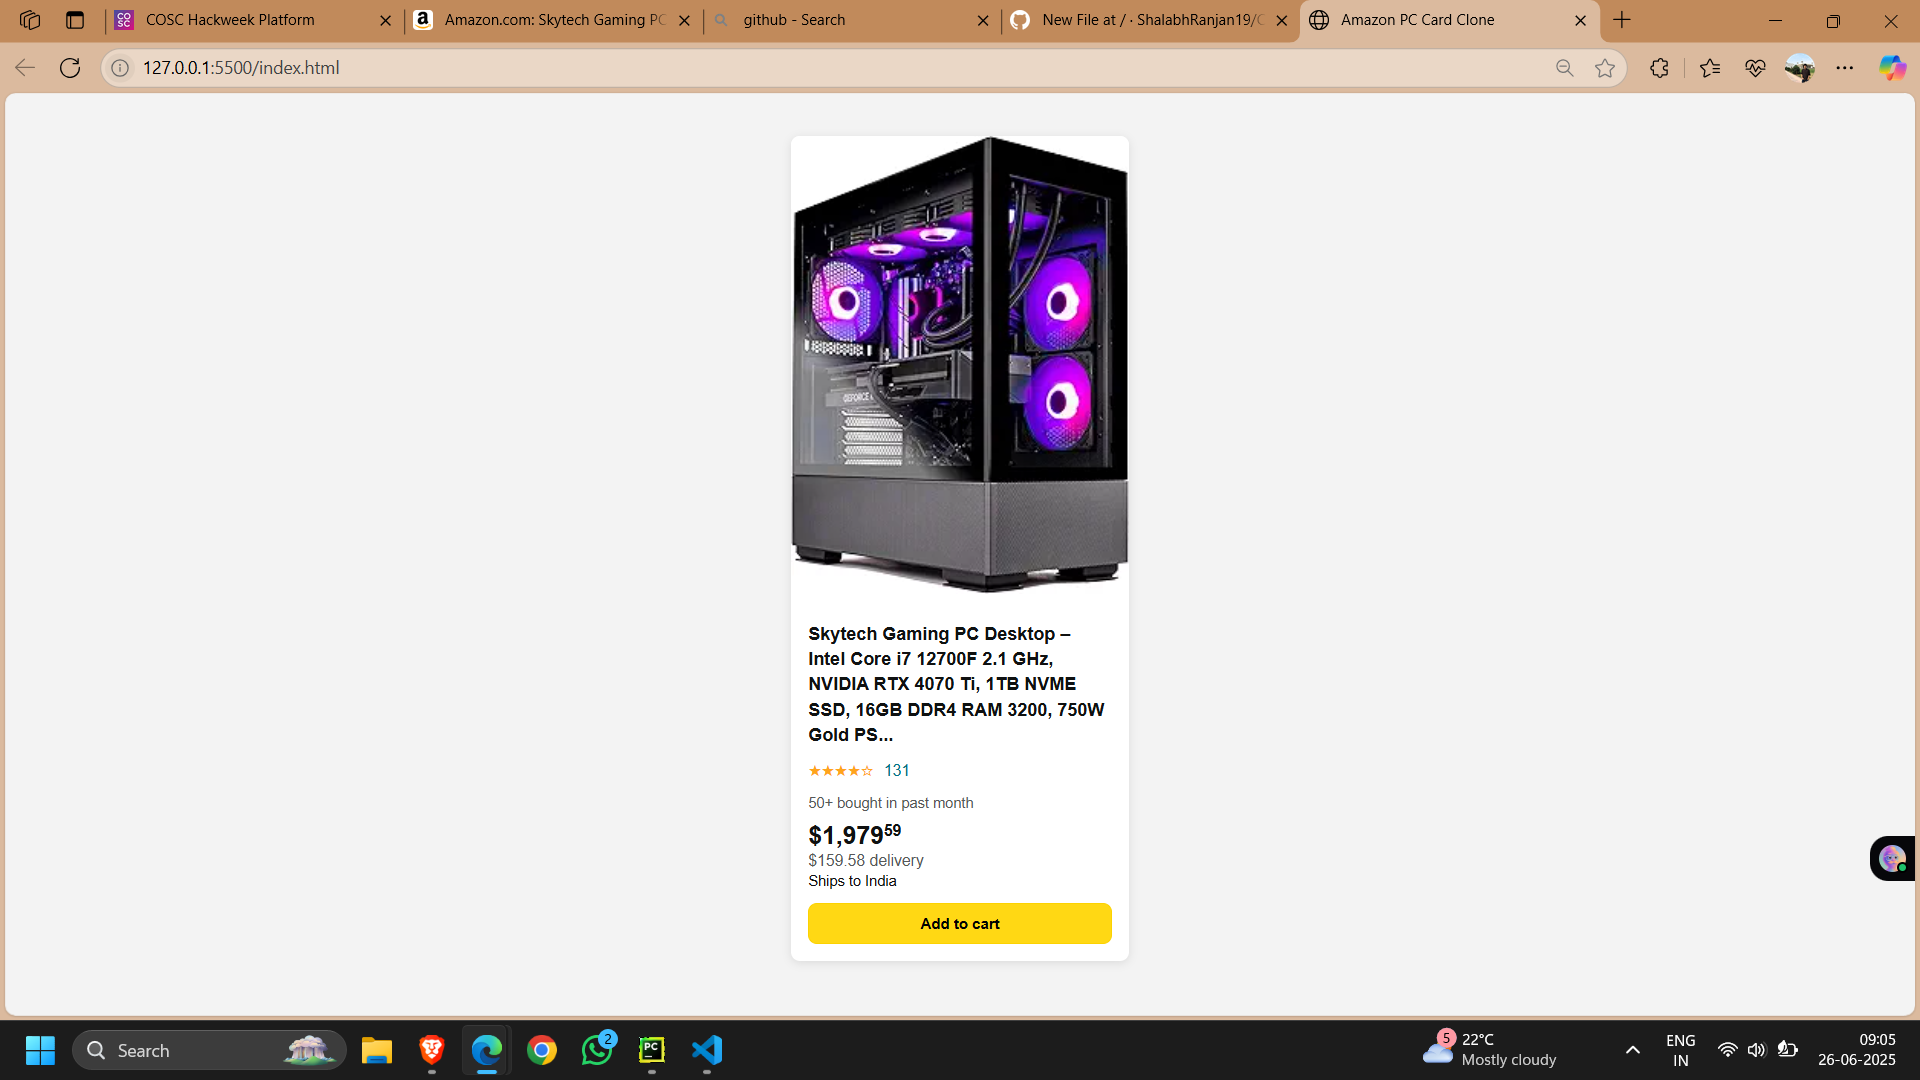 COSC Hackweek Platform
Amazon.com: Skytech Gaming PC
github - Search
New File at / · ShalabhRanjan19/C
Amazon PC Card Clone
127.0.0.1:5500/index.html
GEFORCE
Skytech Gaming PC Desktop –
Intel Core i7 12700F 2.1 GHz,
NVIDIA RTX 4070 Ti, 1TB NVME
SSD, 16GB DDR4 RAM 3200, 750W
Gold PS...
★★★★☆ 131
50+ bought in past month
$1,97959
$159.58 delivery
Ships to India
Add to cart
Search
2
PC
5
22°C
Mostly cloudy
ENG
IN
09:05
26-06-2025